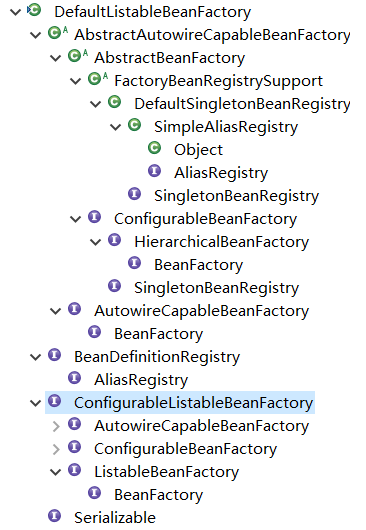 DefaultListableBeanFactory
AbstractAutowireCapableBeanFactory
AbstractBeanFactory
FactoryBeanRegistrySupport
DefaultSingletonBeanRegistry
SimpleAliasRegistry
Object
AliasRegistry
SingletonBeanRegistry
ConfigurableBeanFactory
HierarchicalBeanFactory
BeanFactory
SingletonBeanRegistry
AutowireCapableBeanFactory
BeanFactory
BeanDefinitionRegistry
AliasRegistry
ConfigurableListableBeanFactory
AutowireCapableBeanFactory
ConfigurableBeanFactory
ListableBeanFactory
BeanFactory
Serializable